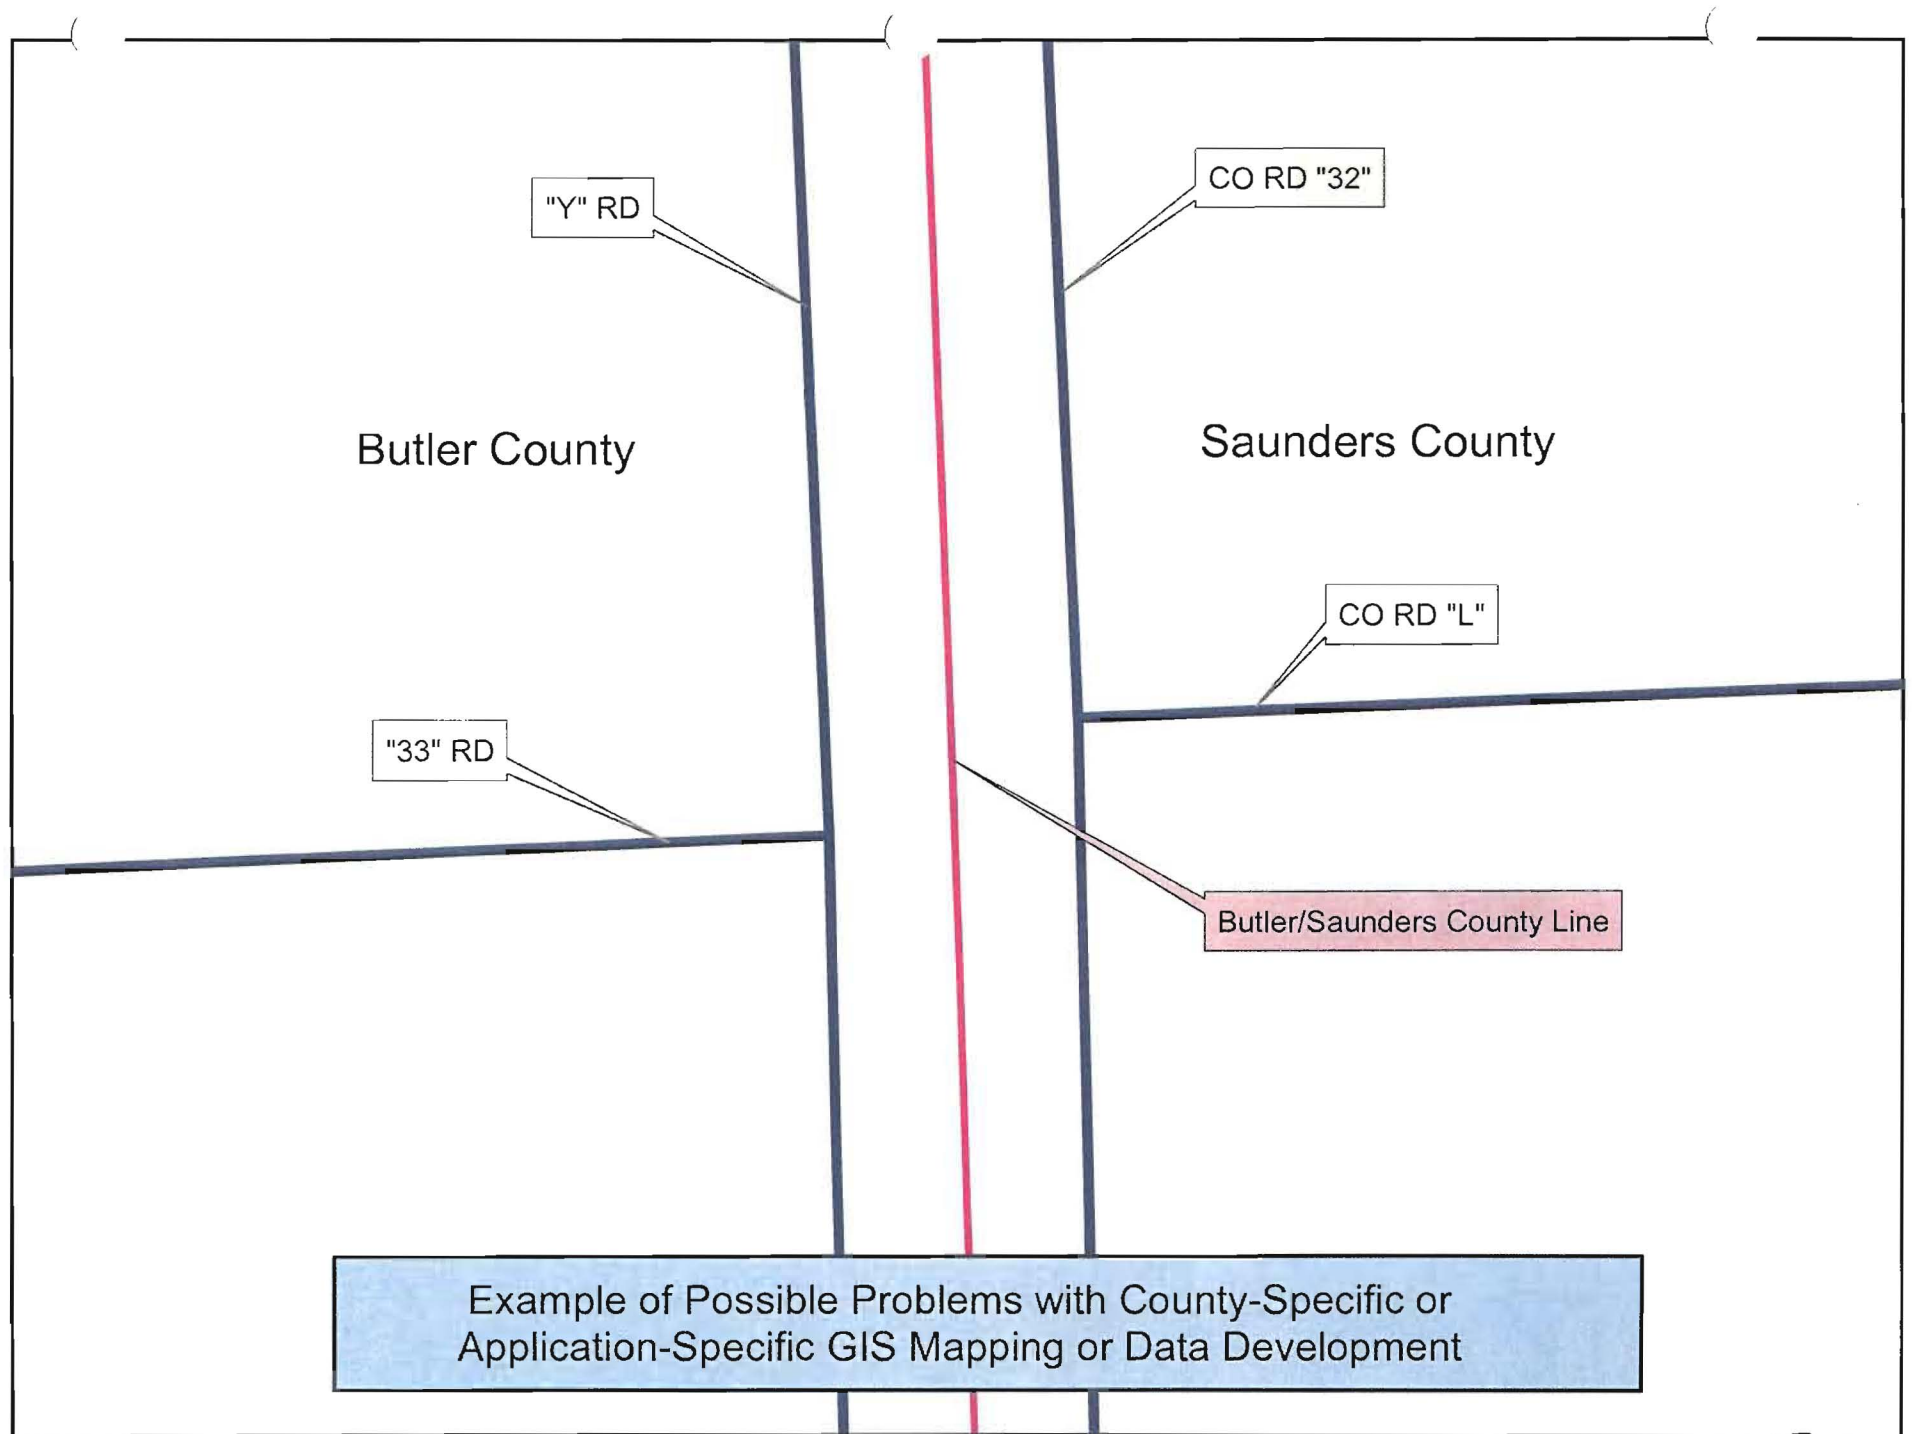 CO RD "32"
"Y" RD
Butler County
Saunders County
CO RD "L"
"33" RD
Butler/Saunders County Line
Example of Possible Problems with County-Specific or
Application-Specific GIS Mapping or Data Development